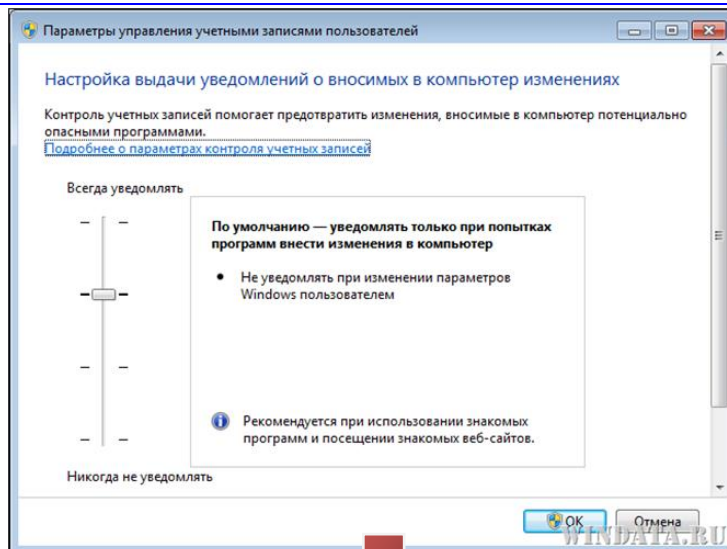 Параметры управления учетными записями пользователей
Настройка выдачи уведомлений о вносимых в компьютер изменениях
Контроль учетных записей помогает предотвратить изменения, вносимые в компьютер потенциально
опасными программами.
Подробнее о параметрах контроля учетных записей
Всегда уведомлять
По умолчанию — уведомлять только при попытках
программ внести изменения в компьютер
Не уведомлять при изменении параметров
Windows пользователем
Рекомендуется при использовании знакомых
программ и посещении знакомых веб-сайтов.
Никогда не уведомлять
OK
Отмена
WINDATA.RU